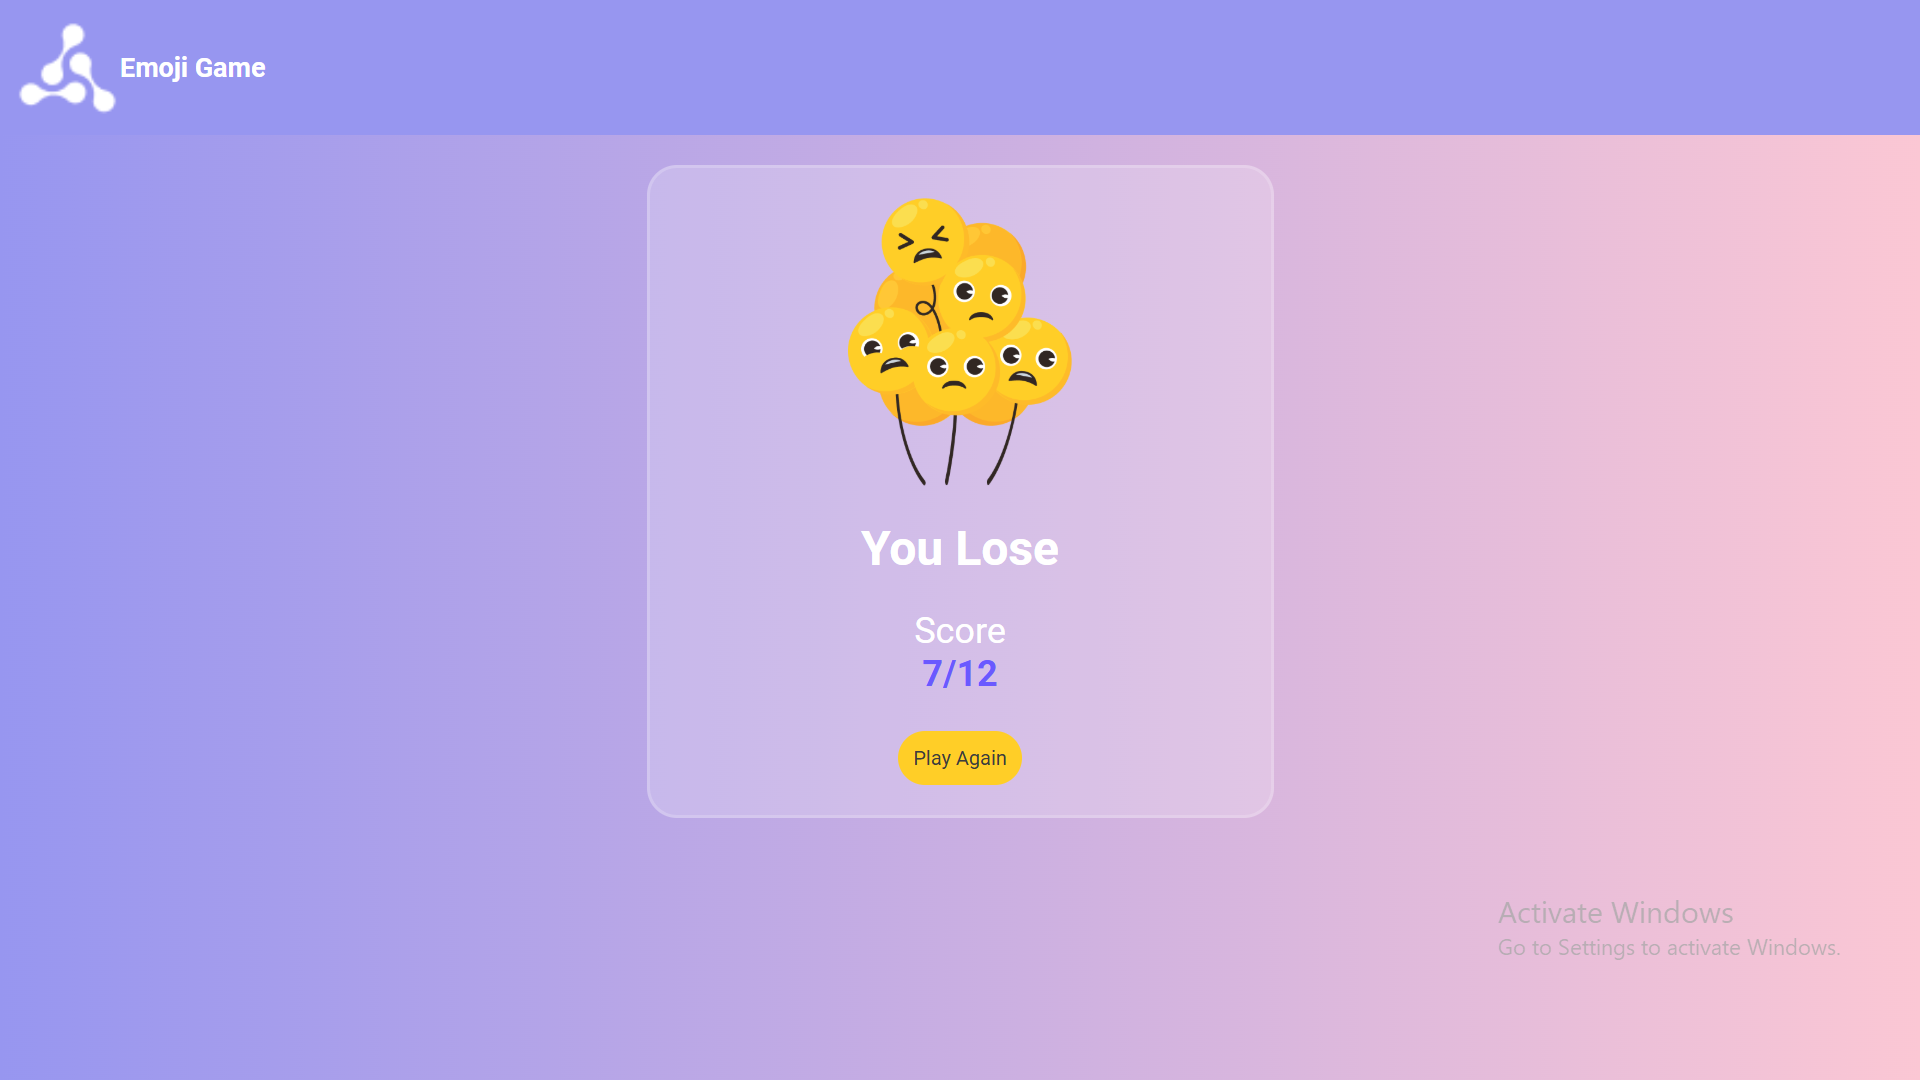 Emoji Game
You Lose
Score
7/12
Play Again
Activate Windows
Go to Settings to activate Windows.